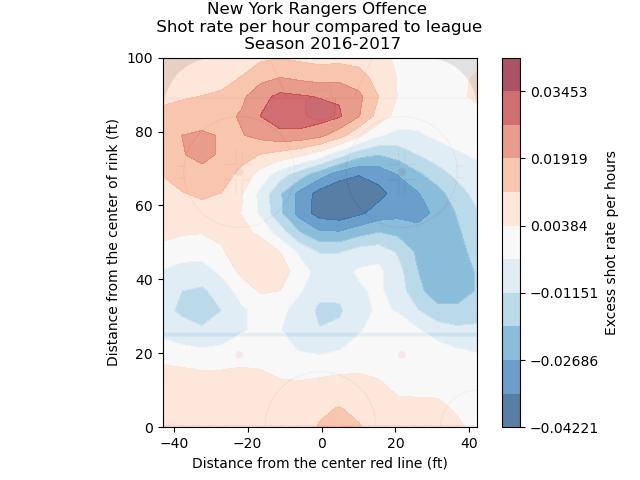 New York Rangers Offence
Shot rate per hour compared to league
Season 2016-2017
100
80
60
40
20
0
Distance from the center of rink (ft)
−40
−20
0
20
40
Distance from the center red line (ft)
0.03453
0.01919
0.00384
−0.01151
−0.02686
−0.04221
Excess shot rate per hours